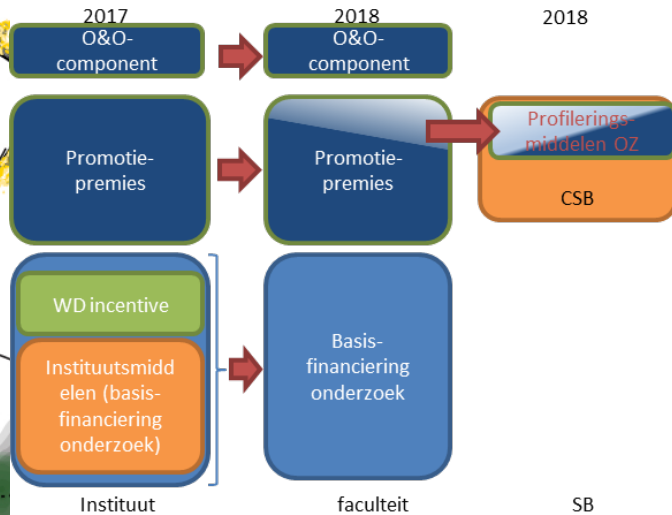 2017
O&O-
component
Promotie-
premies
WD incentive
Instituutsmidd
elen (basis-
financiering
onderzoek)
Instituut
2018
O&O-
component
Promotie-
premies
Basis-
financiering
onderzoek
faculteit
2018
Profilerings-
middelen OZ
CSB
SB